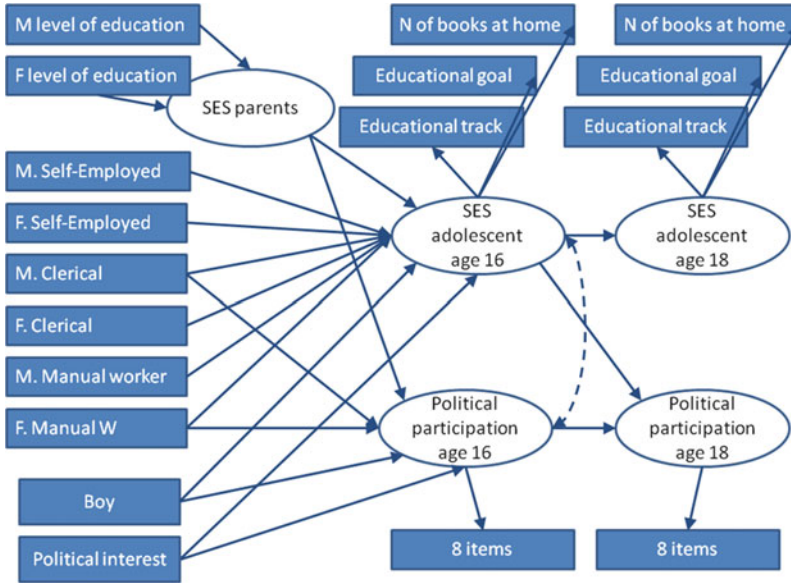 M level of education
N of books at home
N of books at home
F level of education
Educational goal
Educational goal
SES parents
Educational track
Educational track
M. Self-Employed
F. Self-Employed
SES
adolescent
age 16
SES
adolescent
age 18
M. Clerical
F. Clerical
M. Manual worker
F. Manual W
Political
participation
age 16
Political
participation
age 18
Boy
Political interest
8 items
8 items